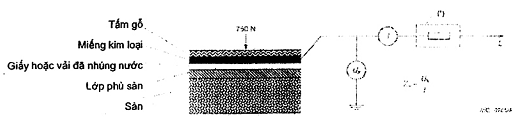 Tấm gỗ
750 N
Miếng kim loại
Giấy hoặc vải đã nhúng nước
Lớp phủ sàn
Sàn
(*)